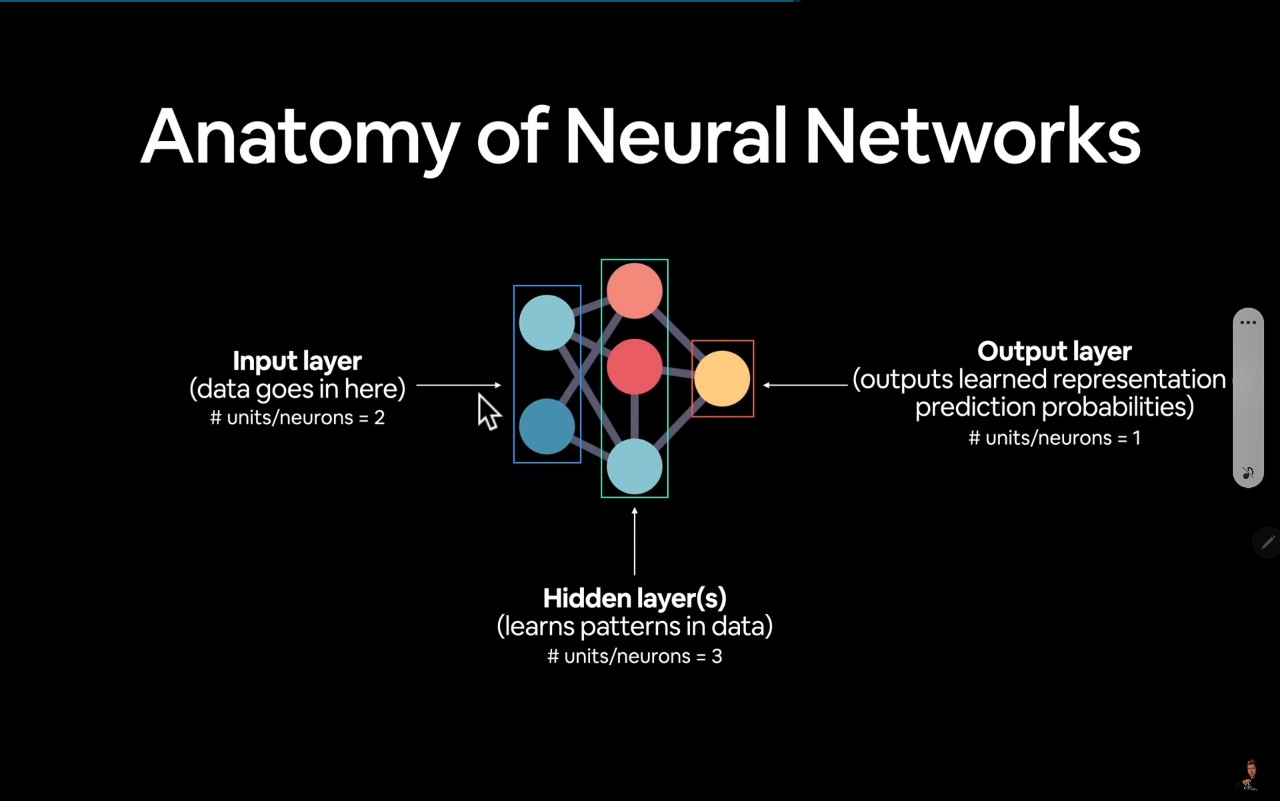 Anatomy of Neural Networks
Input layer
(data goes in here)
# units/neurons = 2
Output layer
(outputs learned representation
prediction probabilities)
# units/neurons = 1
Hidden layer(s)
(learns patterns in data)
# units/neurons = 3